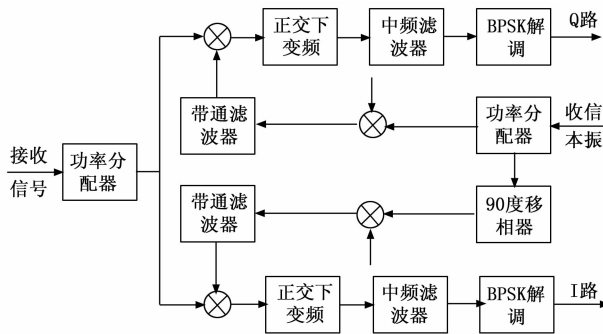 正交下
变频
中频滤
波器
BPSK解
调
Q路
带通滤
波器
功率分
配器
收信
本振
接收
信号
功率分
配器
带通滤
波器
90度移
相器
正交下
变频
中频滤
波器
BPSK解
调
I路